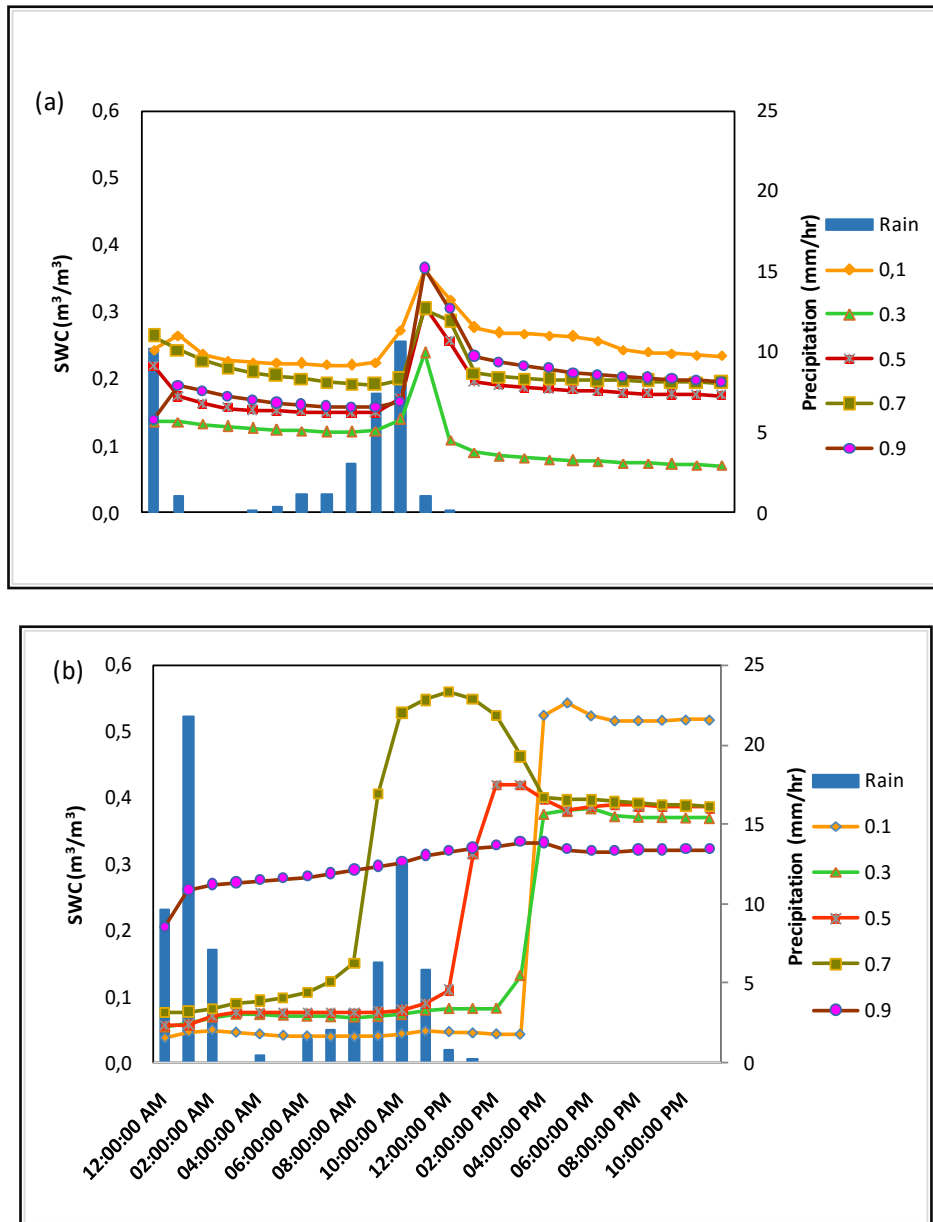 (a)
0,6
0,5
0,4
0,3
0,2
0,1
0,0
SWC (m³/m³)
25
20
15
10
5
0
Precipitation (mm/hr)
Rain
0,1
0.3
0.5
0.7
0.9
(b)
0,6
0,5
0,4
0,3
0,2
0,1
0,0
SWC (m³/m³)
25
20
15
10
5
0
Precipitation (mm/hr)
Rain
0.1
0.3
0.5
0.7
0.9
12:00:00 AM
02:00:00 AM
04:00:00 AM
06:00:00 AM
08:00:00 AM
10:00:00 AM
12:00:00 PM
02:00:00 PM
04:00:00 PM
06:00:00 PM
08:00:00 PM
10:00:00 PM